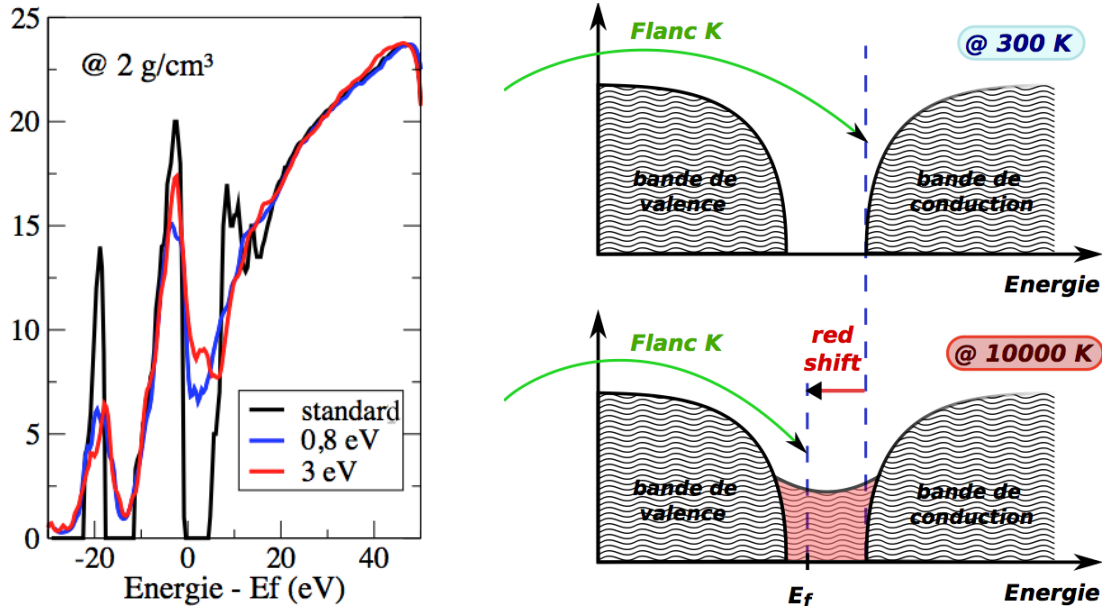 25
20
15
10
5
0
@ 2 g/cm³
standard
0,8 eV
3 eV
-20
0
20
40
Energie - Ef (eV)
Flanc K
@ 300 K
bande de
valence
bande de
conduction
Energie
Flanc K
red
shift
@ 10000 K
bande de
valence
bande de
conduction
E_f
Energie